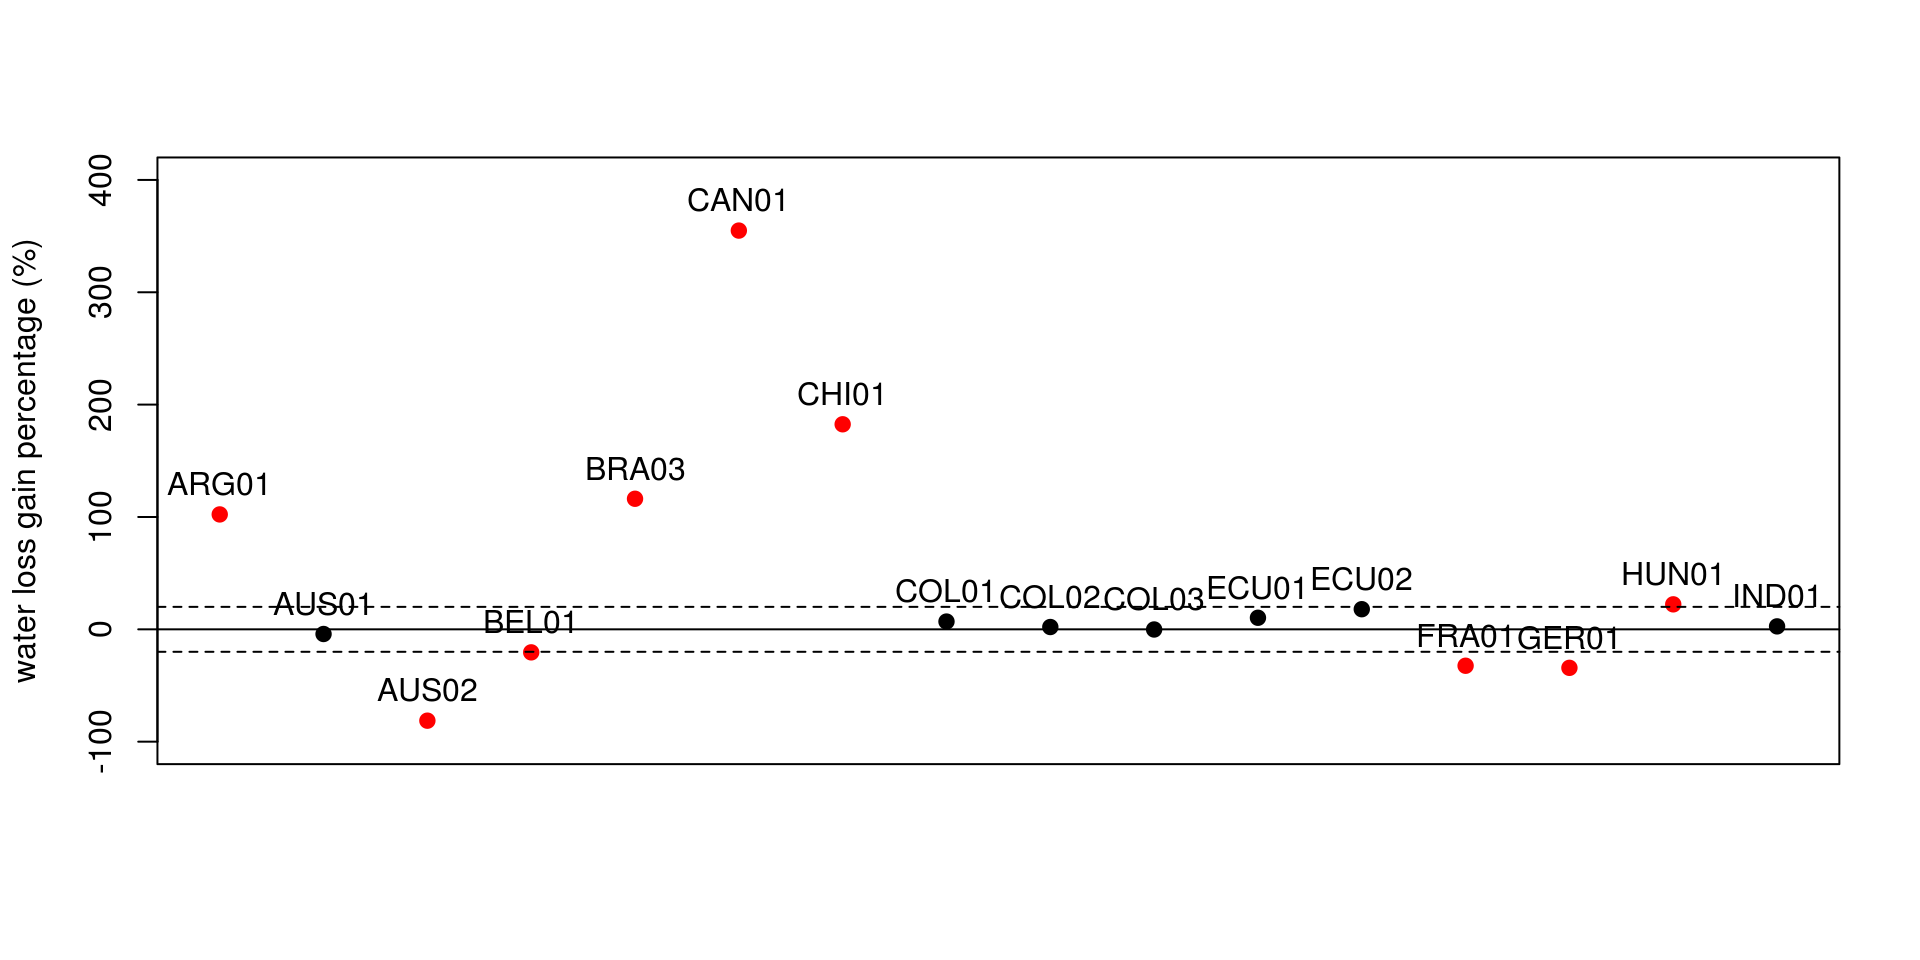 water loss gain percentage (%)
400
300
200
100
0
-100
CAN01
CHI01
BRA03
ARG01
HUN01
ECU02
ECU01
COL01
IND01
COL02
COL03
AUS01
BEL01
FRA01
GER01
AUS02